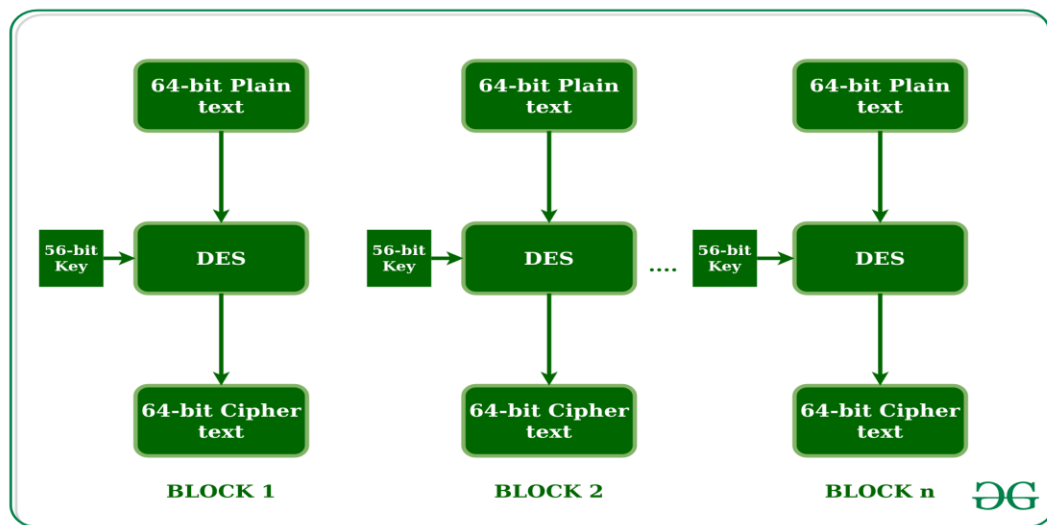 64-bit Plain
text
64-bit Plain
text
64-bit Plain
text
56-bit
Key
DES
56-bit
Key
DES
....
56-bit
Key
DES
64-bit Cipher
text
64-bit Cipher
text
64-bit Cipher
text
BLOCK 1
BLOCK 2
BLOCK n